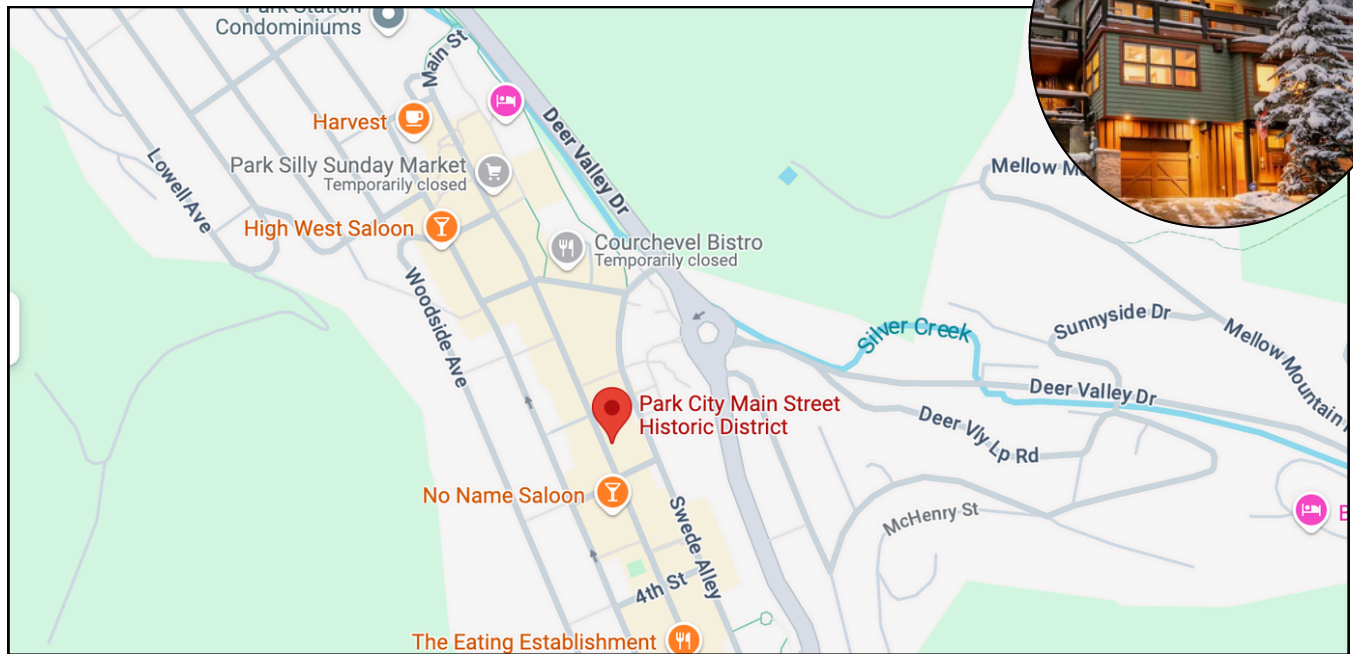 Park Station
Condominiums
Main St
Harvest
Deer Valley Dr
Park Silly Sunday Market
Temporarily closed
Lowell Ave
Mellow
High West Saloon
Courchevel Bistro
Temporarily closed
Woodside Ave
Silver Creek
Sunnyside Dr
Mellow Mountain
Deer Valley Dr
Park City Main Street
Historic District
Deer Vly Lp Rd
No Name Saloon
Swede Alley
McHenry St
4th St
The Eating Establishment